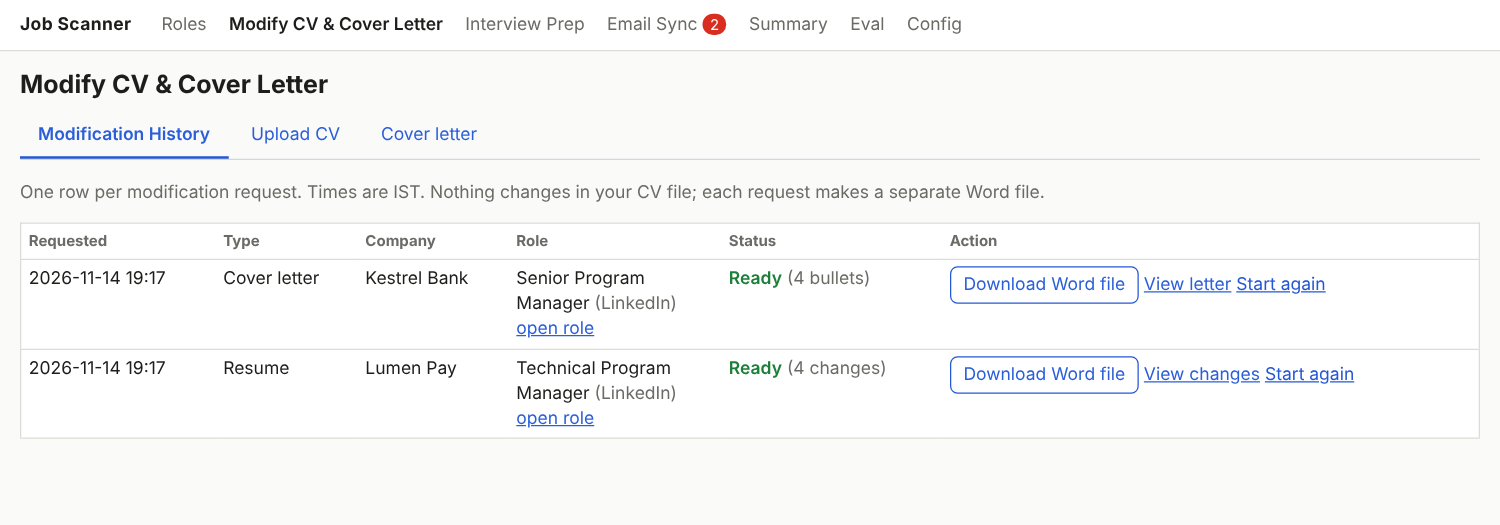 Job Scanner Roles Modify CV & Cover Letter Interview Prep Email Sync 2 Summary Eval Config
Modify CV & Cover Letter
Modification History Upload CV Cover letter
One row per modification request. Times are IST. Nothing changes in your CV file; each request makes a separate Word file.
Requested Type Company Role Status Action
2026-11-14 19:17 Cover letter Kestrel Bank Senior Program Ready (4 bullets) Download Word file View letter Start again
Manager (LinkedIn)
open role
2026-11-14 19:17 Resume Lumen Pay Technical Program Ready (4 changes) Download Word file View changes Start again
Manager (LinkedIn)
open role